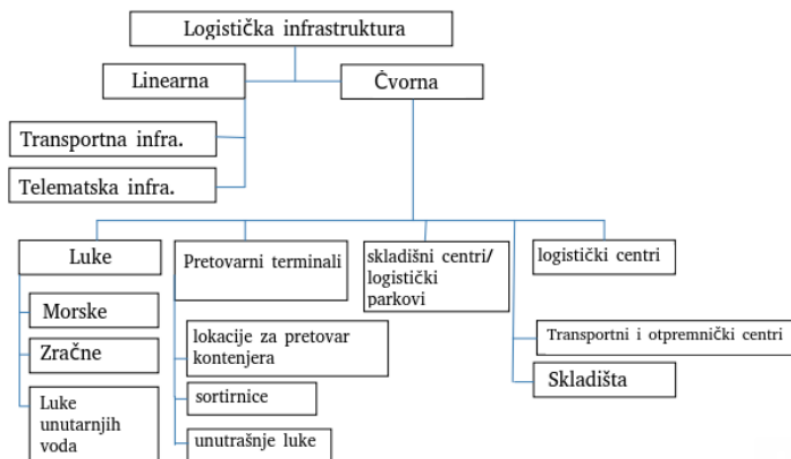 Logistička infrastruktura
Linearna
Čvorna
Transportna infra.
Telematska infra.
Luke
Pretovarni terminali
skladišni centri/
logistički
parkovi
logistički centri
Morske
Zračne
Luke
unutarnjih
voda
lokacije za pretovar
kontenjera
sortirnice
unutrašnje luke
Transportni i otpremnički centri
Skladišta